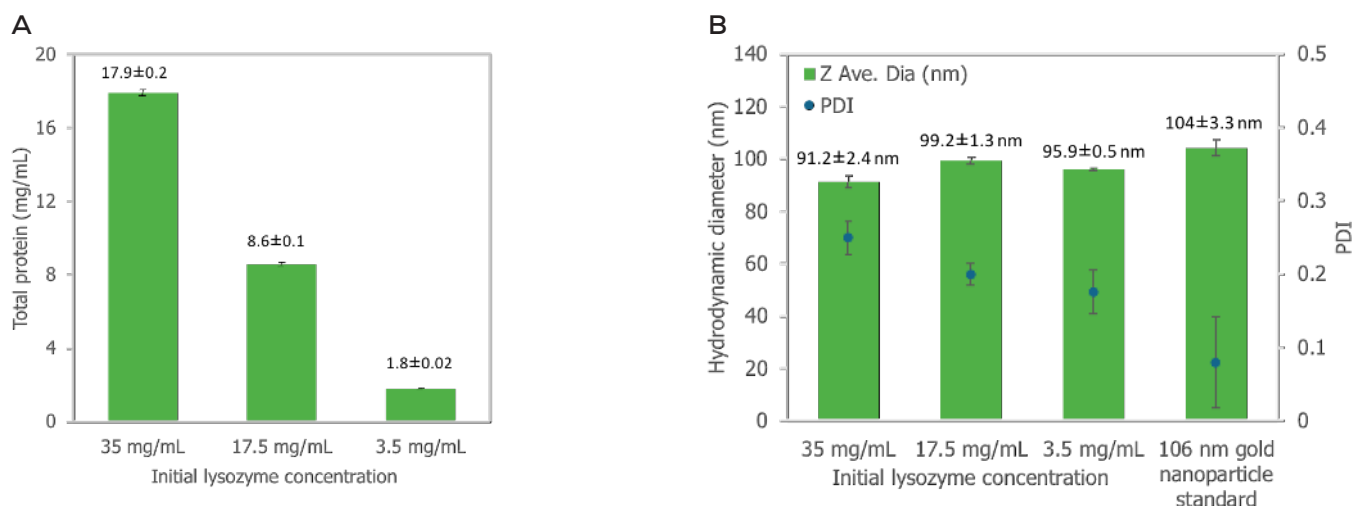 A
Total protein (mg/mL)
20
16
12
8
4
0
17.9±0.2
8.6±0.1
1.8±0.02
35 mg/mL 17.5 mg/mL 3.5 mg/mL
Initial lysozyme concentration
B
Hydrodynamic diameter (nm)
140
120
100
80
60
40
20
0
Z Ave. Dia (nm)
PDI
91.2±2.4 nm
99.2±1.3 nm
95.9±0.5 nm
104±3.3 nm
0.5
0.4
0.3
0.2
0.1
0
PDI
35 mg/mL 17.5 mg/mL 3.5 mg/mL
Initial lysozyme concentration
106 nm gold
nanoparticle
standard